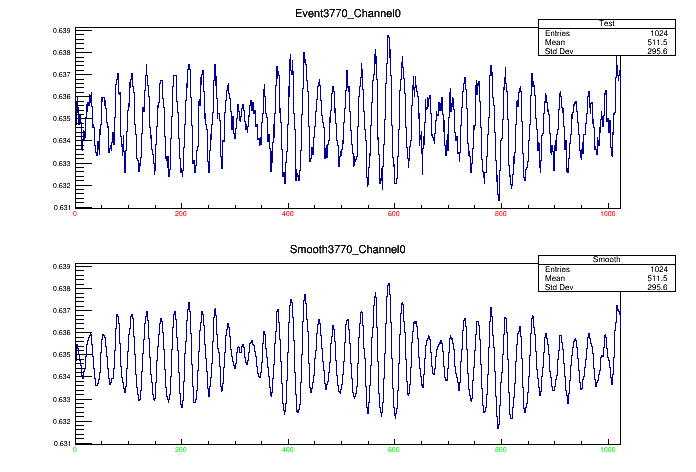 Event3770_Channel0
Test
Entries 1024
Mean 511.5
Std Dev 295.6
0.639
0.638
0.637
0.636
0.635
0.634
0.633
0.632
0.631
0 200 400 600 800 1000
Smooth3770_Channel0
Smooth
Entries 1024
Mean 511.5
Std Dev 295.6
0.639
0.638
0.637
0.636
0.635
0.634
0.633
0.632
0.631
0 200 400 600 800 1000